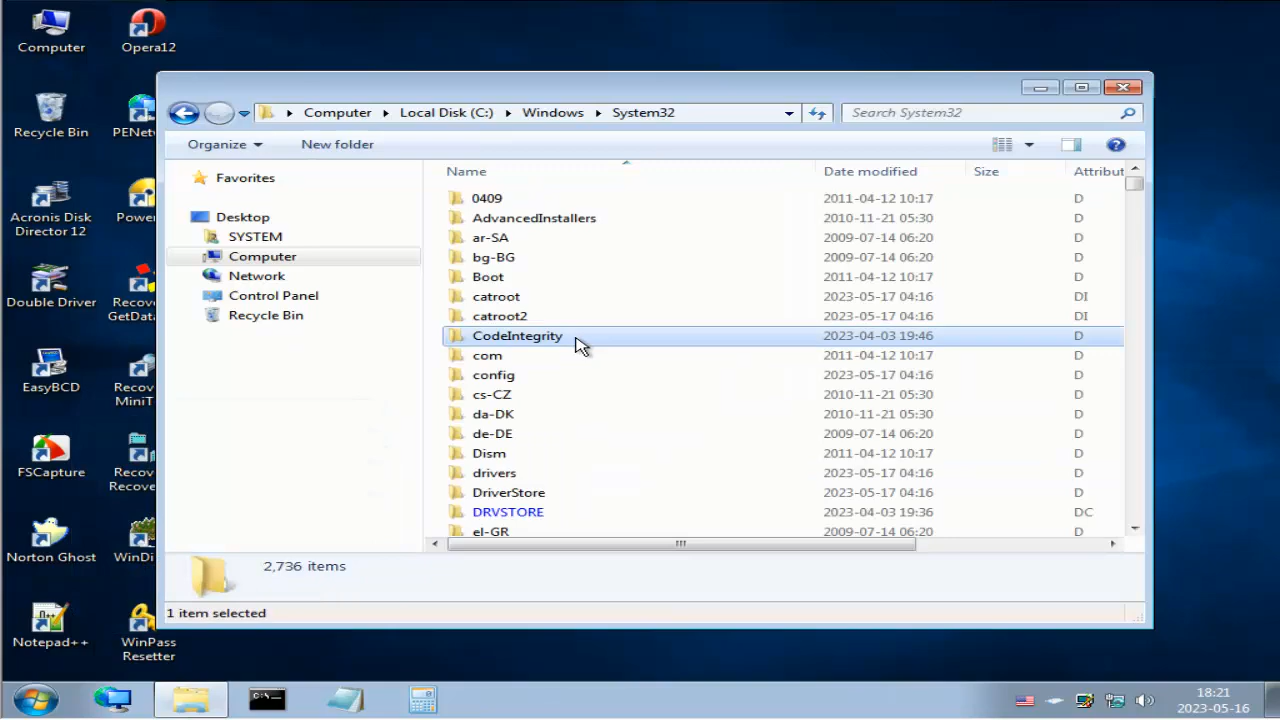 Computer
Opera12
Recycle Bin
PENet
Acronis Disk
Director 12
Power
Double Driver
Recov
GetData
EasyBCD
Recov
MiniT
FSCapture
Recov
Recove
Norton Ghost
WinDi
Notepad++
WinPass
Resetter
Computer
Local Disk (C:)
Windows
System32
Search System32
Organize
New folder
Favorites
Desktop
SYSTEM
Computer
Network
Control Panel
Recycle Bin
Name Date modified Size Attribut
0409 2011-04-12 10:17 D
AdvancedInstallers 2010-11-21 05:30 D
ar-SA 2009-07-14 06:20 D
bg-BG 2009-07-14 06:20 D
Boot 2011-04-12 10:17 D
catroot 2023-05-17 04:16 DI
catroot2 2023-05-17 04:16 DI
CodeIntegrity 2023-04-03 19:46 D
com 2011-04-12 10:17 D
config 2023-05-17 04:16 D
cs-CZ 2010-11-21 05:30 D
da-DK 2010-11-21 05:30 D
de-DE 2009-07-14 06:20 D
Dism 2011-04-12 10:17 D
drivers 2023-05-17 04:16 D
DriverStore 2023-05-17 04:16 D
DRVSTORE 2023-04-03 19:36 DC
el-GR 2009-07-14 06:20 D
2,736 items
1 item selected
C:\_
18:21
2023-05-16